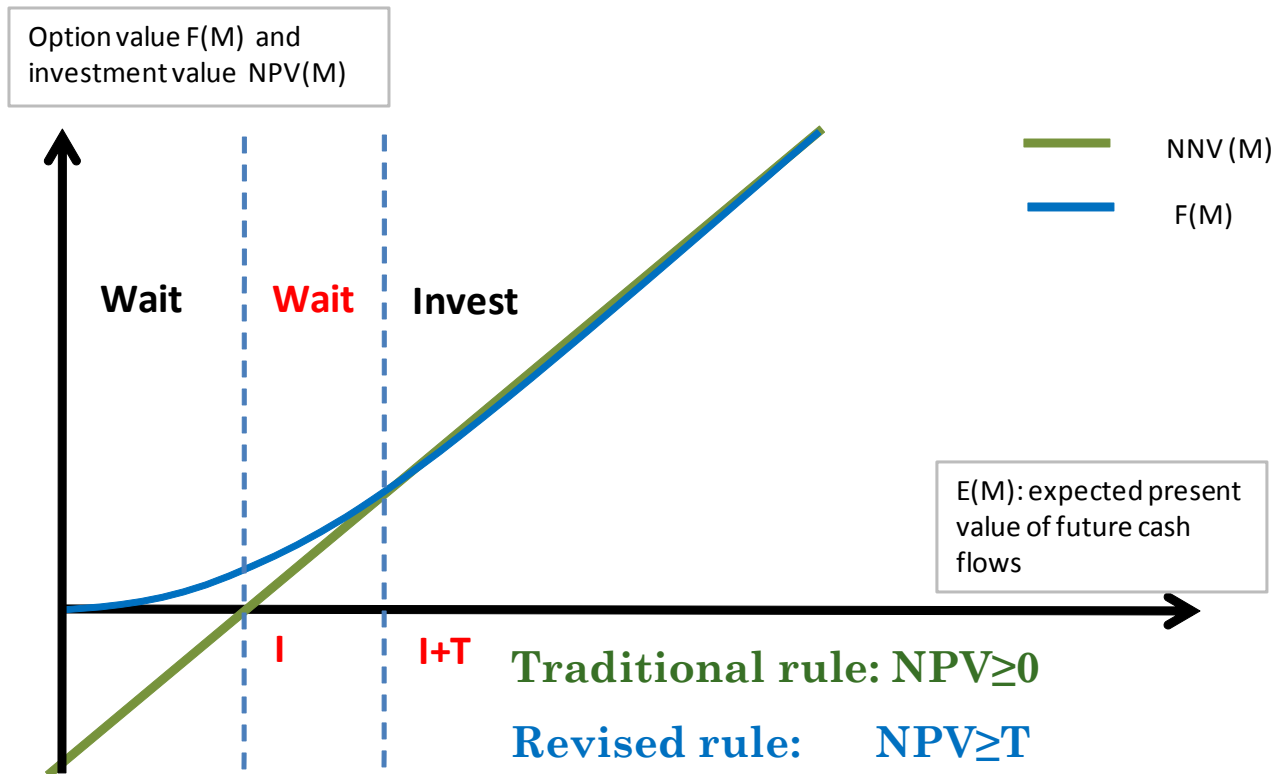 Option value F(M) and
investment value NPV(M)
NNV (M)
F(M)
Wait
Wait
Invest
E(M): expected present
value of future cash
flows
I
I+T
Traditional rule: NPV≥0
Revised rule: NPV≥T